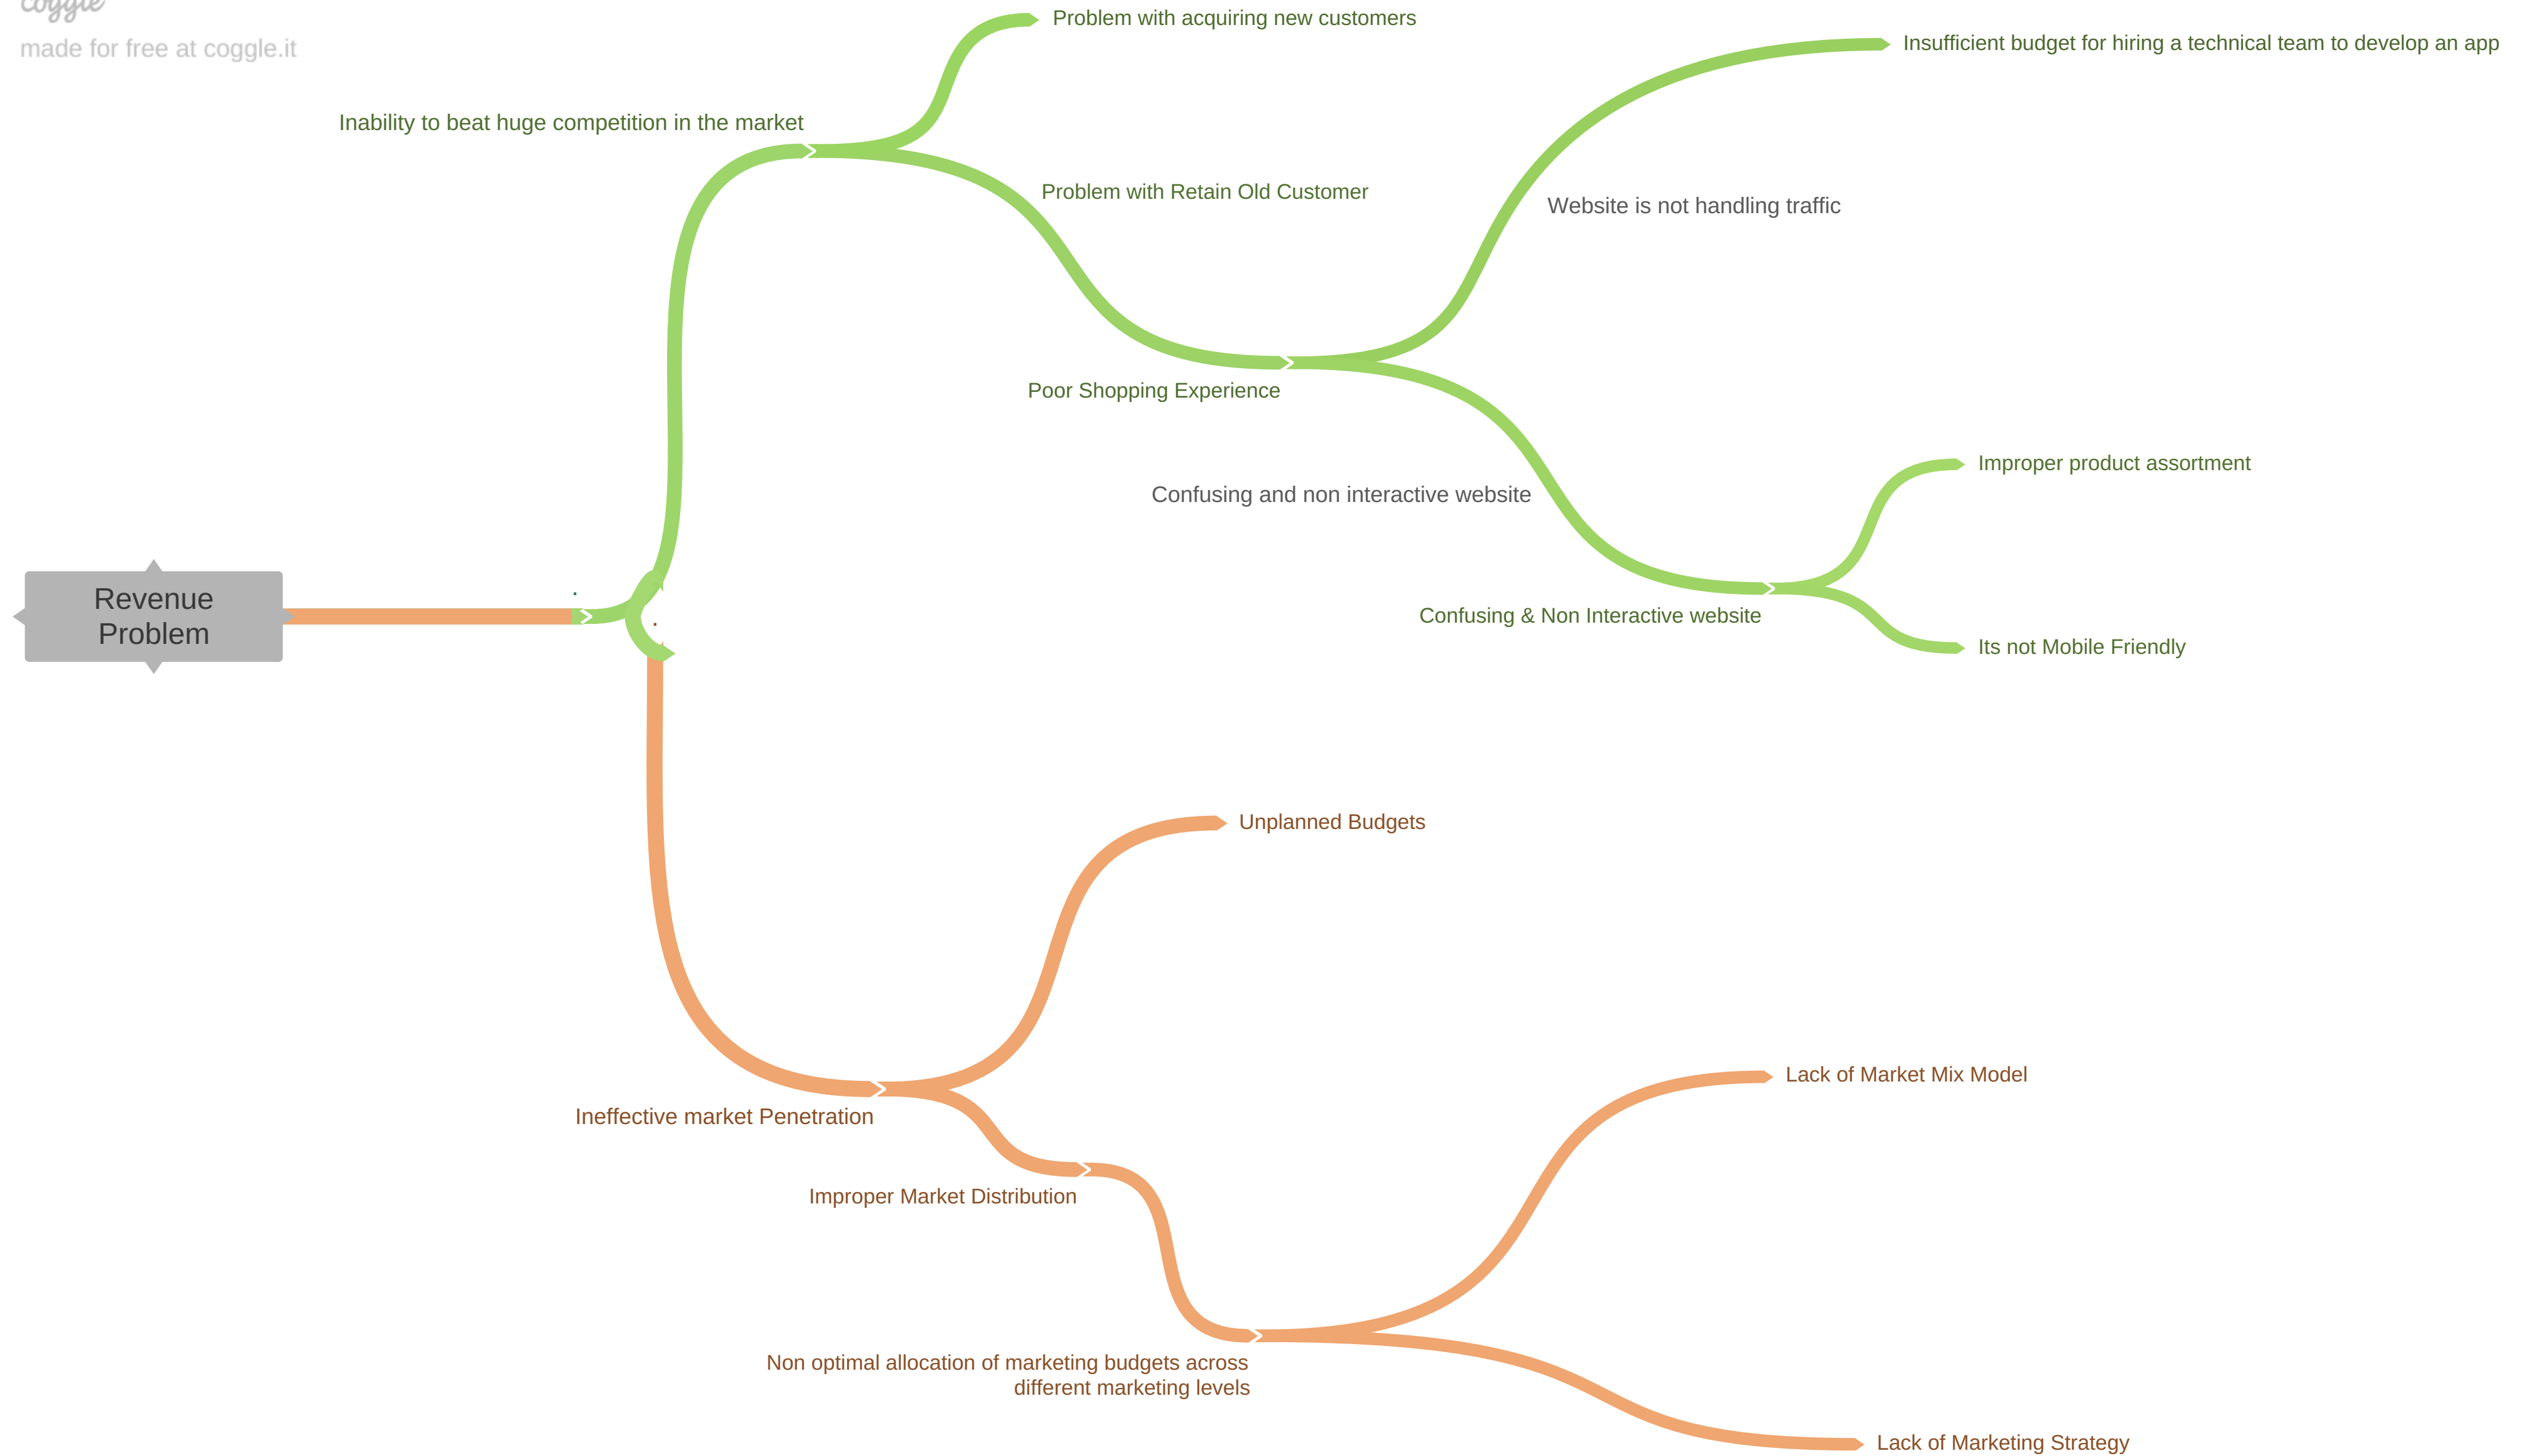 coggle
made for free at coggle.it
Problem with acquiring new customers
Insufficient budget for hiring a technical team to develop an app
Inability to beat huge competition in the market
Problem with Retain Old Customer
Website is not handling traffic
Poor Shopping Experience
Improper product assortment
Confusing and non interactive website
Revenue
Problem
.
.
Confusing & Non Interactive website
Its not Mobile Friendly
Unplanned Budgets
Lack of Market Mix Model
Ineffective market Penetration
Improper Market Distribution
Non optimal allocation of marketing budgets across
different marketing levels
Lack of Marketing Strategy